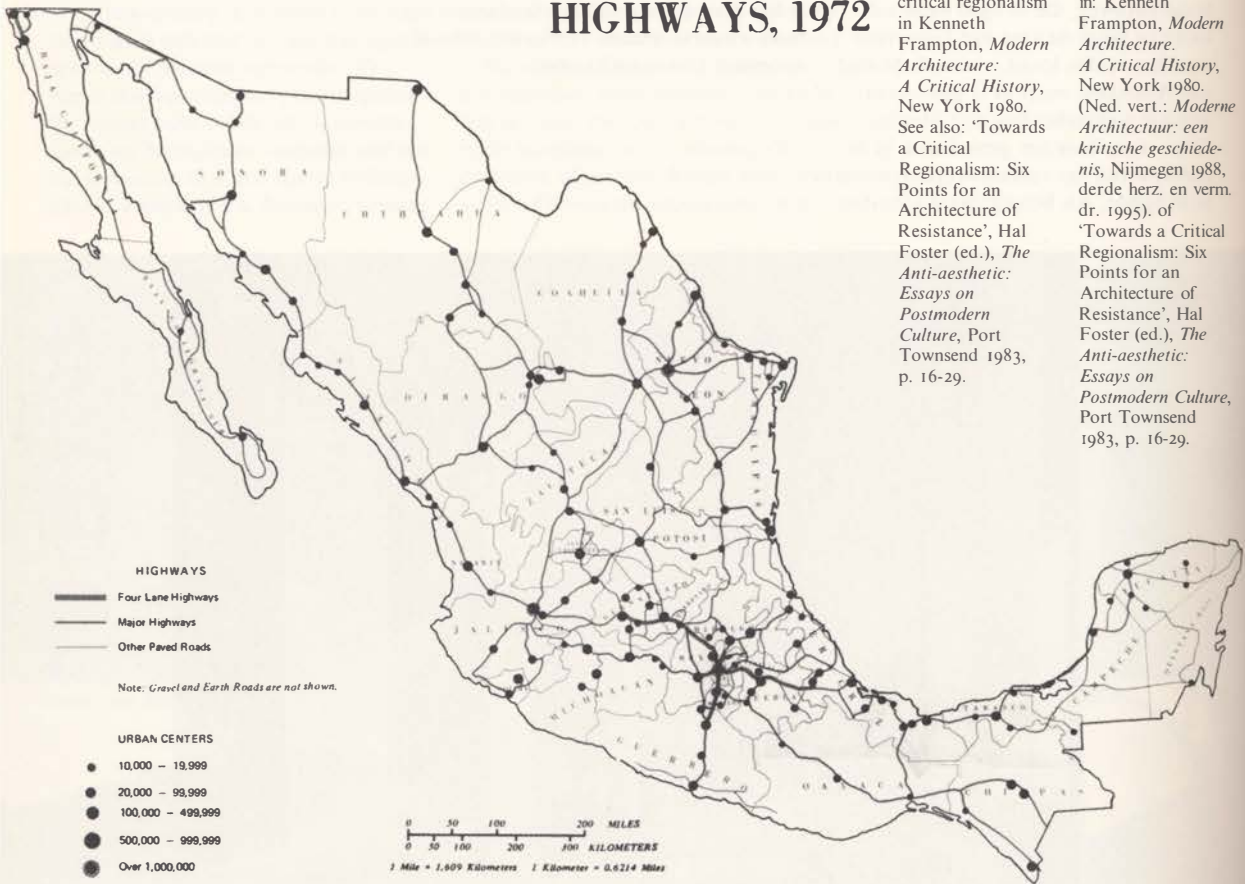 HIGHWAYS, 1972
critical regionalism
in Kenneth
Frampton, Modern
Architecture:
A Critical History,
New York 1980.
See also: ‘Towards
a Critical
Regionalism: Six
Points for an
Architecture of
Resistance’, Hal
Foster (ed.), The
Anti-aesthetic:
Essays on
Postmodern
Culture, Port
Townsend 1983,
p. 16-29.
in: Kenneth
Frampton, Modern
Architecture.
A Critical History,
New York 1980.
(Ned. vert.: Moderne
Architectuur: een
kritische geschiede-
nis, Nijmegen 1988,
derde herz. en verm.
dr. 1995). of
‘Towards a Critical
Regionalism: Six
Points for an
Architecture of
Resistance’, Hal
Foster (ed.), The
Anti-aesthetic:
Essays on
Postmodern Culture,
Port Townsend
1983, p. 16-29.
SONORA
CHIHUAHUA
COAHUILA
NUEVO
LEON
DURANGO
SAN LUIS
POTOSI
MICHOACAN
GUERRERO
OAXACA
CHIAPAS
TABASCO
CAMPECHE
HIGHWAYS
Four Lane Highways
Major Highways
Other Paved Roads
Note: Gravel and Earth Roads are not shown.
URBAN CENTERS
10,000 – 19,999
20,000 – 99,999
100,000 – 499,999
500,000 – 999,999
Over 1,000,000
0 50 100 200 MILES
0 50 100 200 300 KILOMETERS
1 Mile = 1,609 Kilometers 1 Kilometer = 0.6214 Miles